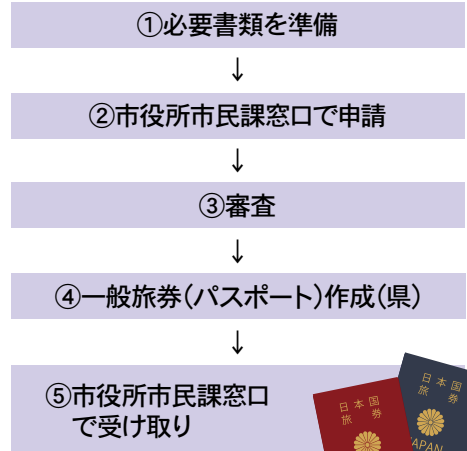 ①必要書類を準備
↓
②市役所市民課窓口で申請
↓
③審査
↓
④一般旅券(パスポート)作成(県)
↓
⑤市役所市民課窓口
で受け取り
日本国
旅券
日本国
旅券
JAPAN